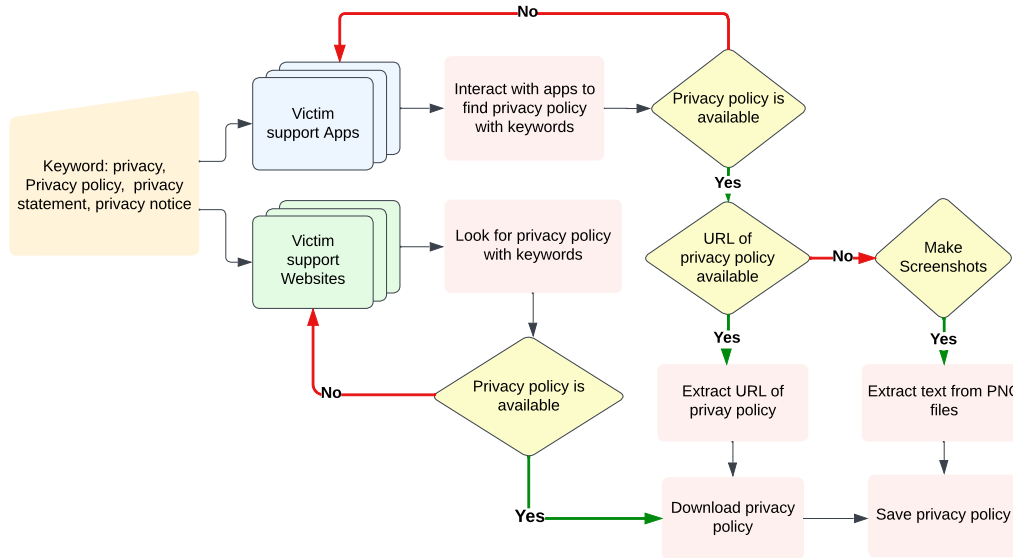 No
Victim
support Apps
Interact with apps to
find privacy policy
with keywords
Privacy policy is
available
Keyword: privacy,
Privacy policy,  privacy
statement, privacy notice
Yes
Victim
support
Websites
Look for privacy policy
with keywords
URL of
privacy policy
available
No
Make
Screenshots
Yes
Yes
No
Privacy policy is
available
Extract URL of
privay policy
Extract text from PNG
files
Yes
Download privacy
policy
Save privacy policy